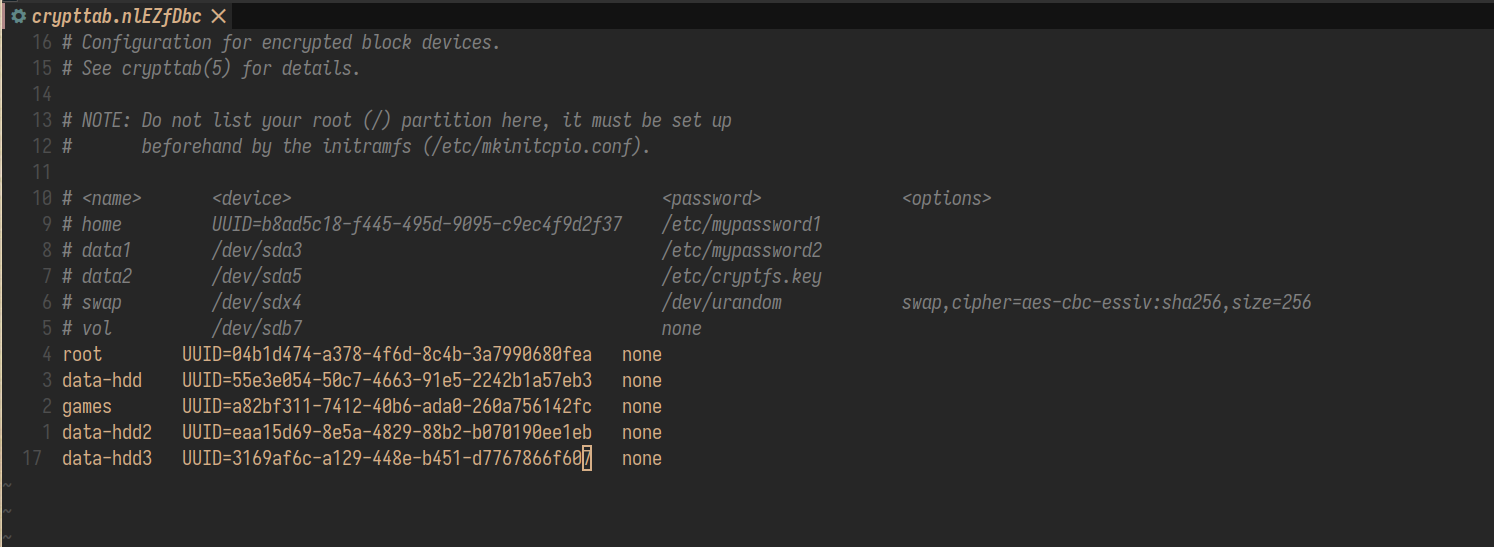 crypttab.nlEZfDbc ×
16 # Configuration for encrypted block devices.
15 # See crypttab(5) for details.
14
13 # NOTE: Do not list your root (/) partition here, it must be set up
12 #       beforehand by the initramfs (/etc/mkinitcpio.conf).
11
10 # <name>       <device>                                     <password>              <options>
9 # home         UUID=b8ad5c18-f445-495d-9095-c9ec4f9d2f37    /etc/mypassword1
8 # data1        /dev/sda3                                    /etc/mypassword2
7 # data2        /dev/sda5                                    /etc/cryptfs.key
6 # swap         /dev/sdx4                                    /dev/urandom            swap,cipher=aes-cbc-essiv:sha256,size=256
5 # vol          /dev/sdb7                                    none
4 root        UUID=04b1d474-a378-4f6d-8c4b-3a7990680fea   none
3 data-hdd    UUID=55e3e054-50c7-4663-91e5-2242b1a57eb3   none
2 games       UUID=a82bf311-7412-40b6-ada0-260a756142fc   none
1 data-hdd2   UUID=eaa15d69-8e5a-4829-88b2-b070190ee1eb   none
17 data-hdd3   UUID=3169af6c-a129-448e-b451-d7767866f607   none
~
~
~